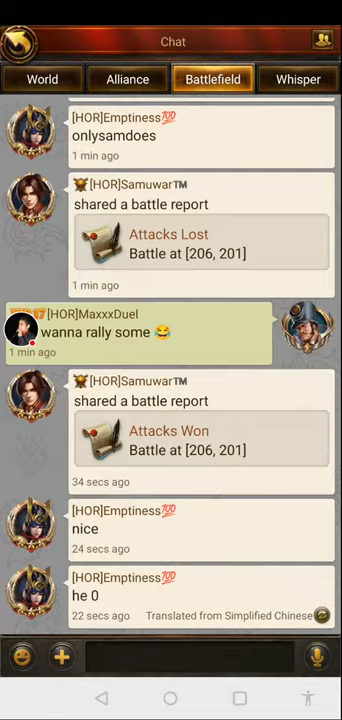 Chat
World
Alliance
Battlefield
Whisper
[HOR]Emptiness💯
onlysamdoes
1 min ago
[HOR]Samuwar™
shared a battle report
Attacks Lost
Battle at [206, 201]
1 min ago
[HOR]MaxxxDuel
wanna rally some 😂
1 min ago
[HOR]Samuwar™
shared a battle report
Attacks Won
Battle at [206, 201]
34 secs ago
[HOR]Emptiness💯
nice
24 secs ago
[HOR]Emptiness💯
he 0
22 secs ago Translated from Simplified Chinese